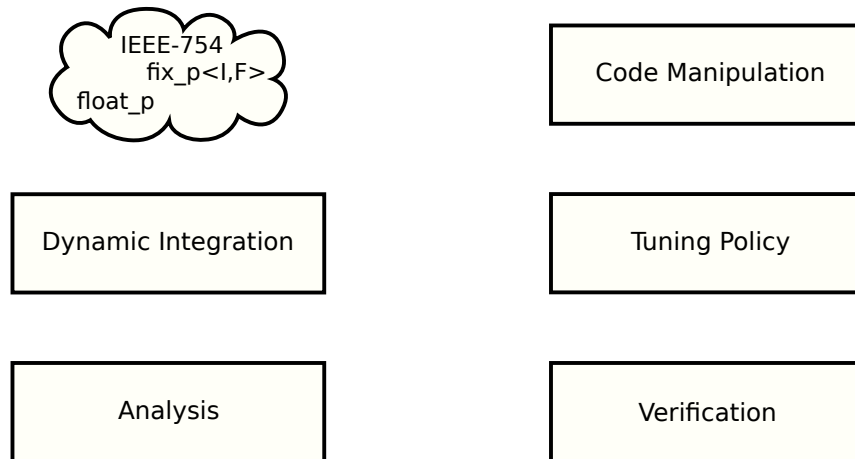 IEEE-754
fix_p<I,F>
float_p
Code Manipulation
Dynamic Integration
Tuning Policy
Analysis
Verification